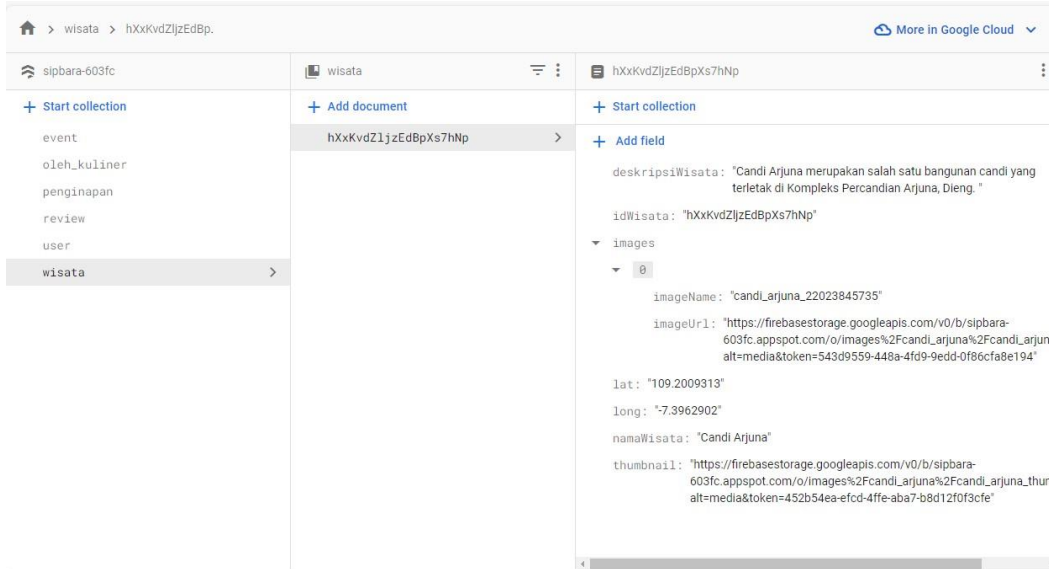 wisata > hXxKvdZljzEdBp.
More in Google Cloud
sipbara-603fc
wisata
hXxKvdZljzEdBpXs7hNp
+ Start collection
+ Add document
+ Start collection
event
oleh_kuliner
penginapan
review
user
wisata
hXxKvdZljzEdBpXs7hNp
+ Add field
deskripsiWisata: "Candi Arjuna merupakan salah satu bangunan candi yang
terletak di Kompleks Percandian Arjuna, Dieng. "
idWisata: "hXxKvdZljzEdBpXs7hNp"
images
0
imageName: "candi_arjuna_22023845735"
imageUrl: "https://firebasestorage.googleapis.com/v0/b/sipbara-
603fc.appspot.com/o/images%2Fcandi_arjuna%2Fcandi_arjun
alt=media&token=543d9559-448a-4fd9-9edd-0f86cfa8e194"
lat: "109.2009313"
long: "-7.3962902"
namaWisata: "Candi Arjuna"
thumbnail: "https://firebasestorage.googleapis.com/v0/b/sipbara-
603fc.appspot.com/o/images%2Fcandi_arjuna%2Fcandi_arjuna_thur
alt=media&token=452b54ea-efcd-4ffe-aba7-b8d12f0f3cfe"